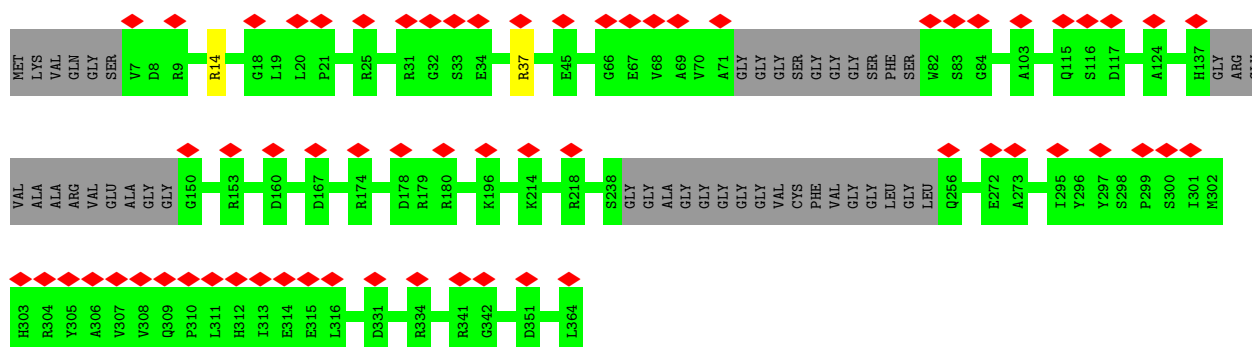 MET LYS VAL GLN GLY SER V7 D8 R9 R14 G18 L19 L20 P21 R25 R31 G32 S33 E34 R37 E45 G66 E67 V68 A69 V70 A71 GLY GLY GLY SER GLY GLY GLY SER PHE SER W82 S83 G84 A103 Q115 S116 D117 A124 H137 GLY ARG
VAL ALA ALA ARG VAL GLU ALA GLY GLY G150 R153 D160 D167 R174 D178 R179 R180 K196 K214 R218 S238 GLY GLY ALA GLY GLY GLY GLY GLY VAL CYS PHE VAL GLY GLY LEU GLY LEU Q256 E272 A273 I295 Y296 Y297 S298 P299 S300 I301 M302
H303 R304 Y305 A306 V307 V308 Q309 P310 L311 H312 I313 E314 E315 L316 D331 R334 R341 G342 D351 L364